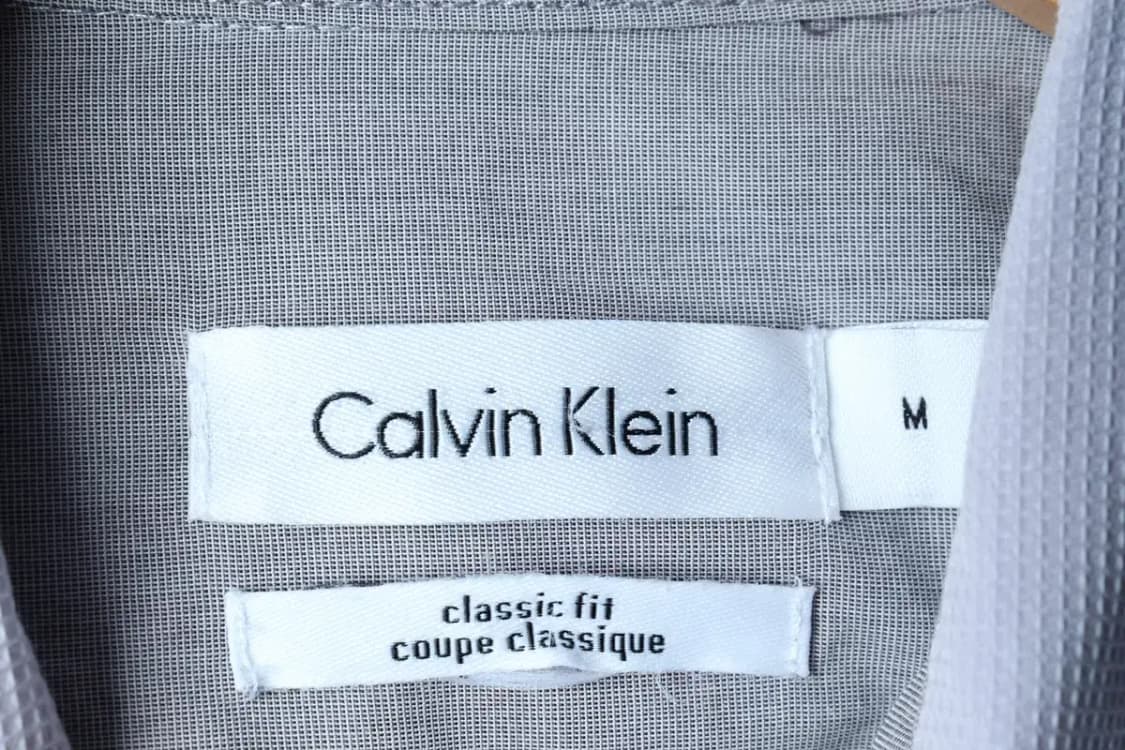 Calvin Klein
M
classic fit
coupe classique